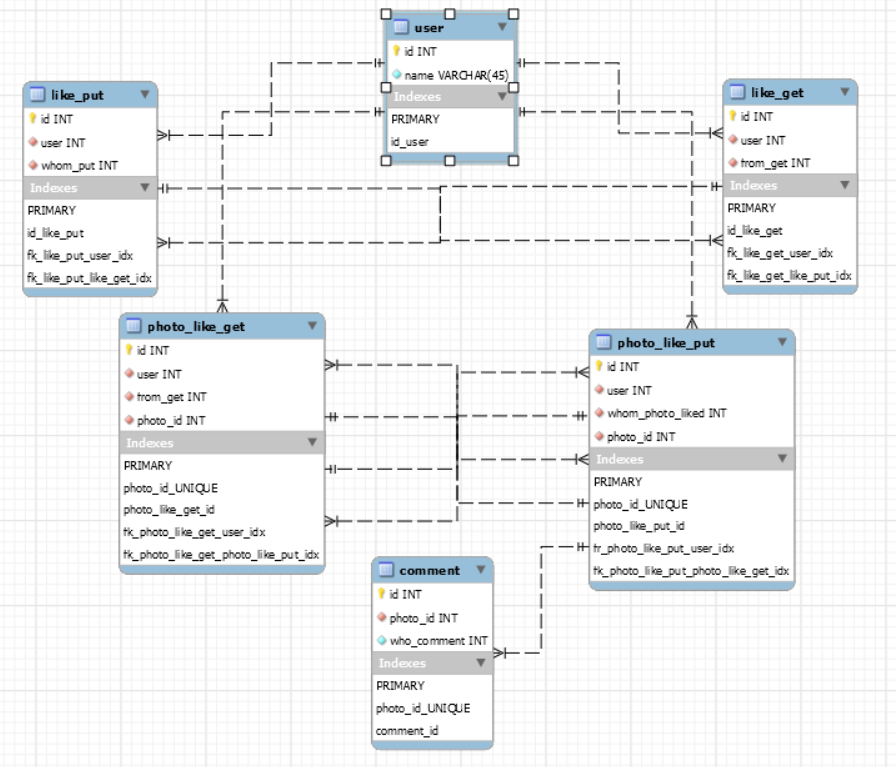 user
id INT
name VARCHAR(45)
Indexes
PRIMARY
id_user
like_put
id INT
user INT
whom_put INT
Indexes
PRIMARY
id_like_put
fk_like_put_user_idx
fk_like_put_like_get_idx
like_get
id INT
user INT
from_get INT
Indexes
PRIMARY
id_like_get
fk_like_get_user_idx
fk_like_get_like_put_idx
photo_like_get
id INT
user INT
from_get INT
photo_id INT
Indexes
PRIMARY
photo_id_UNIQUE
photo_like_get_id
fk_photo_like_get_user_idx
fk_photo_like_get_photo_like_put_idx
photo_like_put
id INT
user INT
whom_photo_liked INT
photo_id INT
Indexes
PRIMARY
photo_id_UNIQUE
photo_like_put_id
fr_photo_like_put_user_idx
fk_photo_like_put_photo_like_get_idx
comment
id INT
photo_id INT
who_comment INT
Indexes
PRIMARY
photo_id_UNIQUE
comment_id